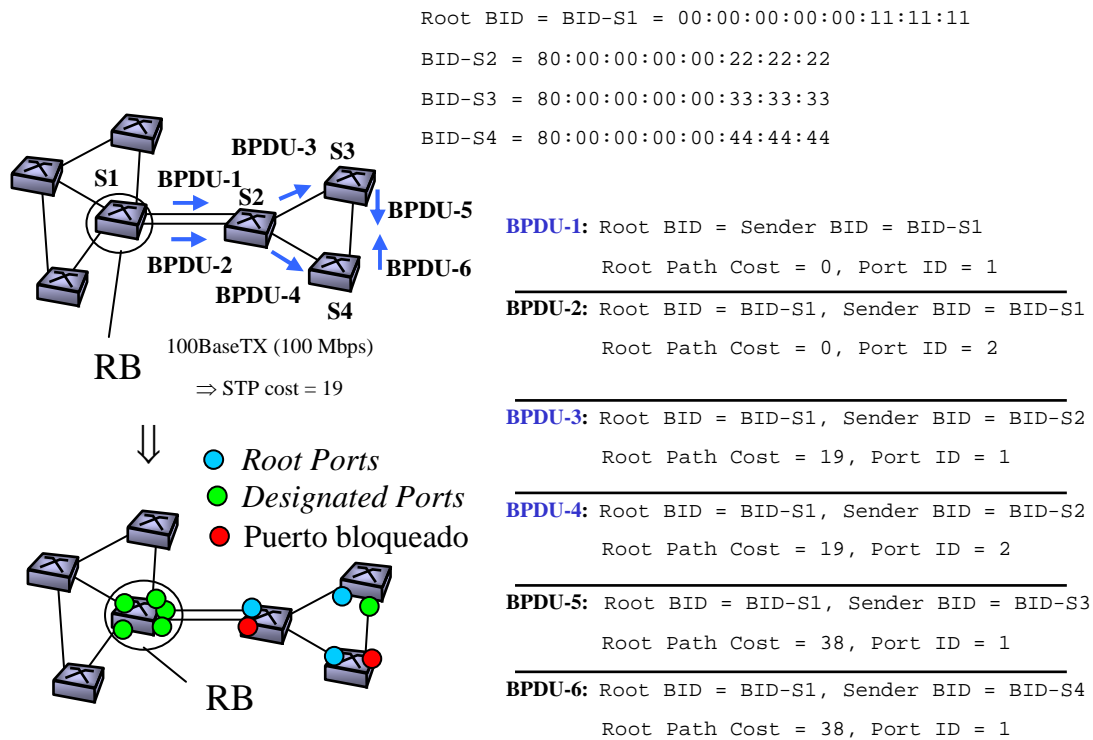 Root BID = BID-S1 = 00:00:00:00:00:11:11:11
BID-S2 = 80:00:00:00:00:22:22:22
BID-S3 = 80:00:00:00:00:33:33:33
BID-S4 = 80:00:00:00:00:44:44:44
BPDU-3
S3
S1
BPDU-1
S2
BPDU-5
BPDU-2
BPDU-6
BPDU-4
S4
RB
100BaseTX (100 Mbps)
⇒ STP cost = 19
⇓
Root Ports
Designated Ports
Puerto bloqueado
RB
BPDU-1: Root BID = Sender BID = BID-S1
Root Path Cost = 0, Port ID = 1
BPDU-2: Root BID = BID-S1, Sender BID = BID-S1
Root Path Cost = 0, Port ID = 2
BPDU-3: Root BID = BID-S1, Sender BID = BID-S2
Root Path Cost = 19, Port ID = 1
BPDU-4: Root BID = BID-S1, Sender BID = BID-S2
Root Path Cost = 19, Port ID = 2
BPDU-5: Root BID = BID-S1, Sender BID = BID-S3
Root Path Cost = 38, Port ID = 1
BPDU-6: Root BID = BID-S1, Sender BID = BID-S4
Root Path Cost = 38, Port ID = 1